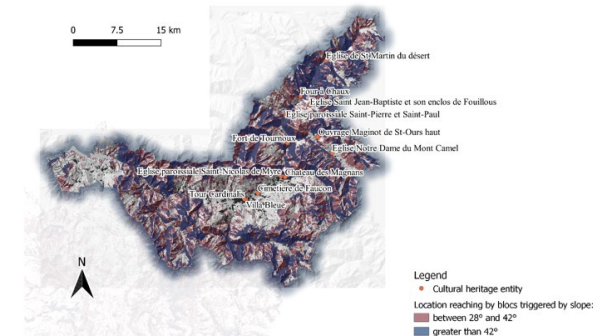 0 7.5 15 km
Eglise de St Martin du désert
Four à Chaux
Eglise Saint Jean-Baptiste et son enclos de Fouillous
Eglise paroissiale Saint-Pierre et Saint-Paul
Fort de Tournoux
Ouvrage Maginot de St-Ours haut
Eglise Notre Dame du Mont Camel
Eglise paroissiale Saint-Nicolas de Myre
Chateau des Magnans
Tour Cardinalis
Cimetière de Faucon
Villa Bleue
N
Legend
Cultural heritage entity
Location reaching by blocs triggered by slope:
between 28° and 42°
greater than 42°